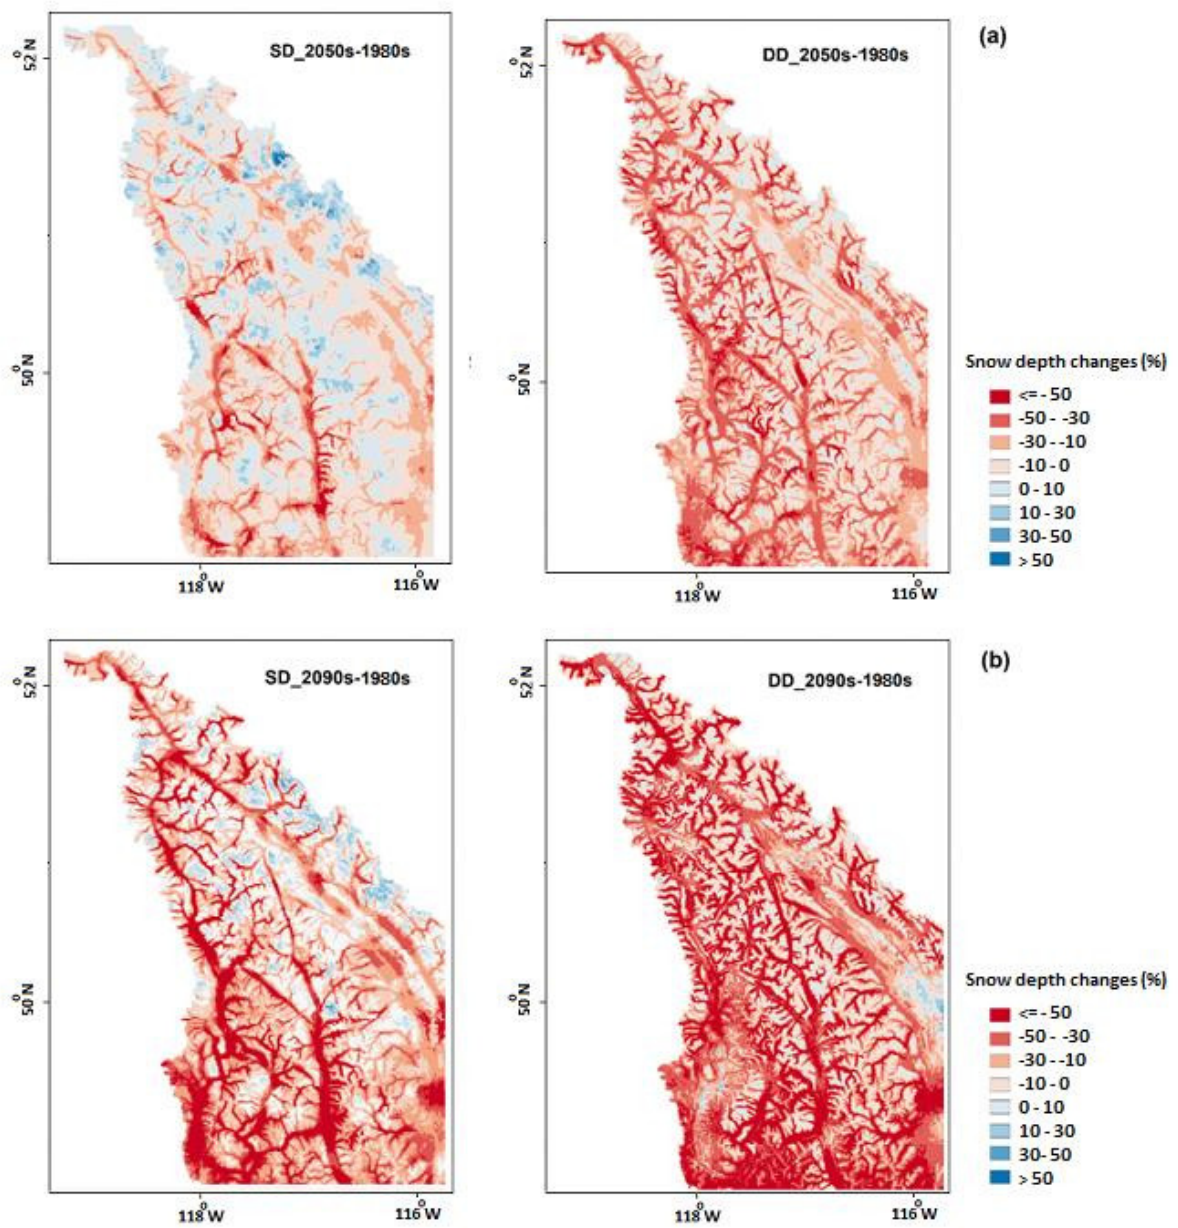 SD_2050s-1980s
DD_2050s-1980s
(a)
52°N
50°N
118°W
116°W
52°N
50°N
118°W
116°W
Snow depth changes (%)
<= - 50
-50 - -30
-30 - -10
-10 - 0
0 - 10
10 - 30
30- 50
> 50
SD_2090s-1980s
DD_2090s-1980s
(b)
52°N
50°N
118°W
116°W
52°N
50°N
118°W
116°W
Snow depth changes (%)
<= - 50
-50 - -30
-30 - -10
-10 - 0
0 - 10
10 - 30
30- 50
> 50